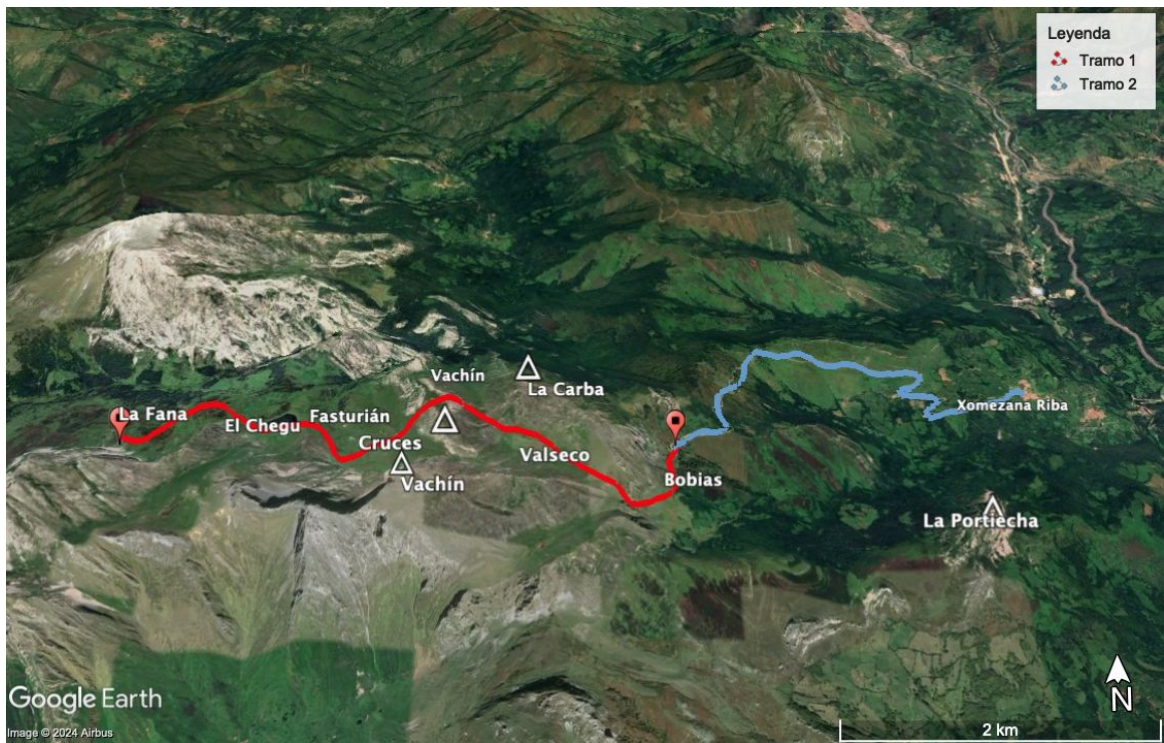 Leyenda
Tramo 1
Tramo 2
Vachín
La Carba
La Fana
El Chegu
Fasturián
Xomezana Riba
Cruces
Valseco
Vachín
Bobias
La Portiecha
N
Google Earth
2 km
Image © 2024 Airbus